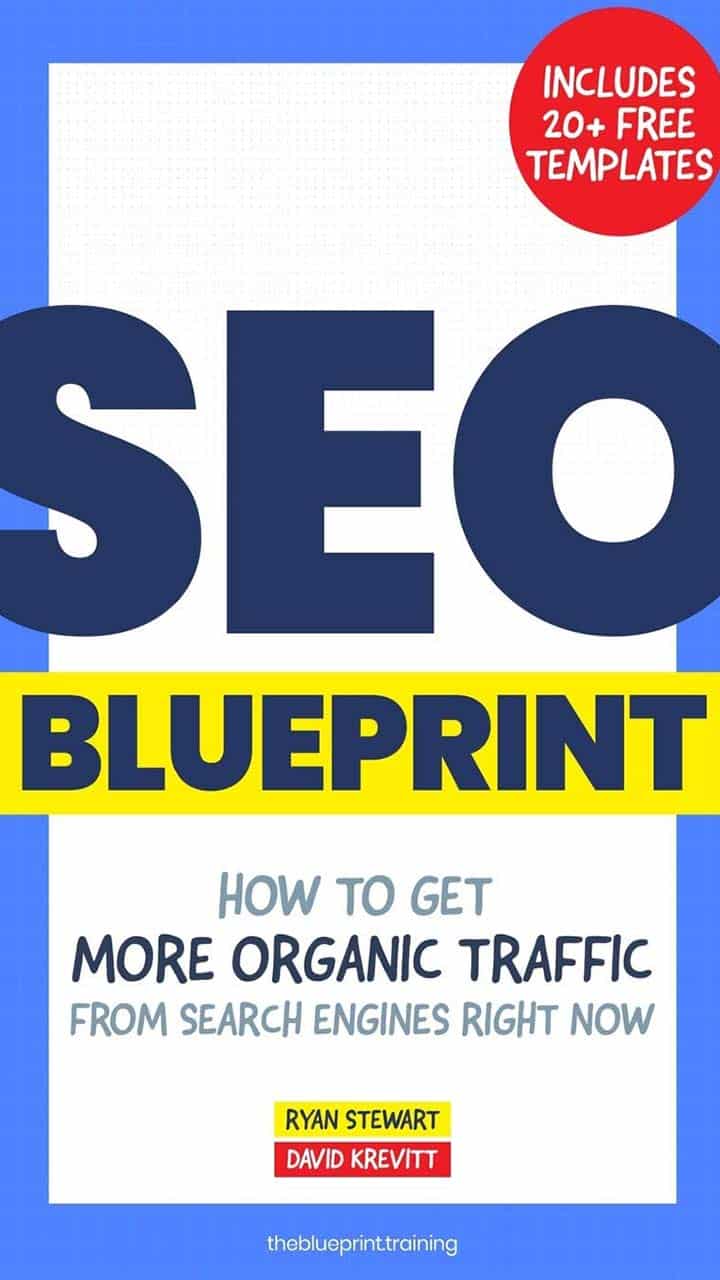 INCLUDES
20+ FREE
TEMPLATES
SEO
BLUEPRINT
HOW TO GET
MORE ORGANIC TRAFFIC
FROM SEARCH ENGINES RIGHT NOW
RYAN STEWART
DAVID KREVITT
theblueprint.training